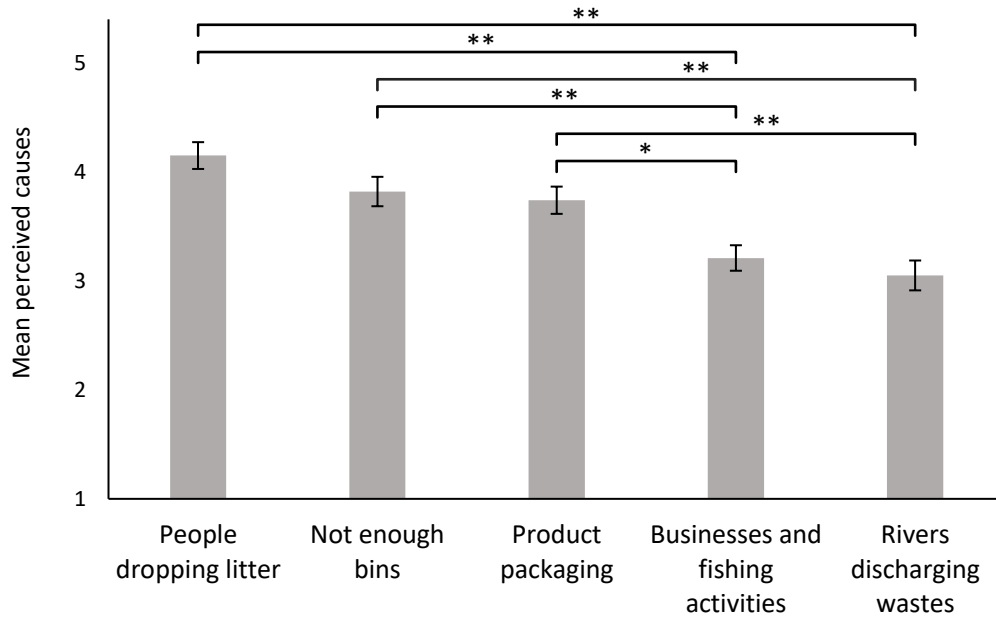 **
**
5
**
**
**
*
4
3
2
1
Mean perceived causes
People
dropping litter
Not enough
bins
Product
packaging
Businesses and
fishing
activities
Rivers
discharging
wastes